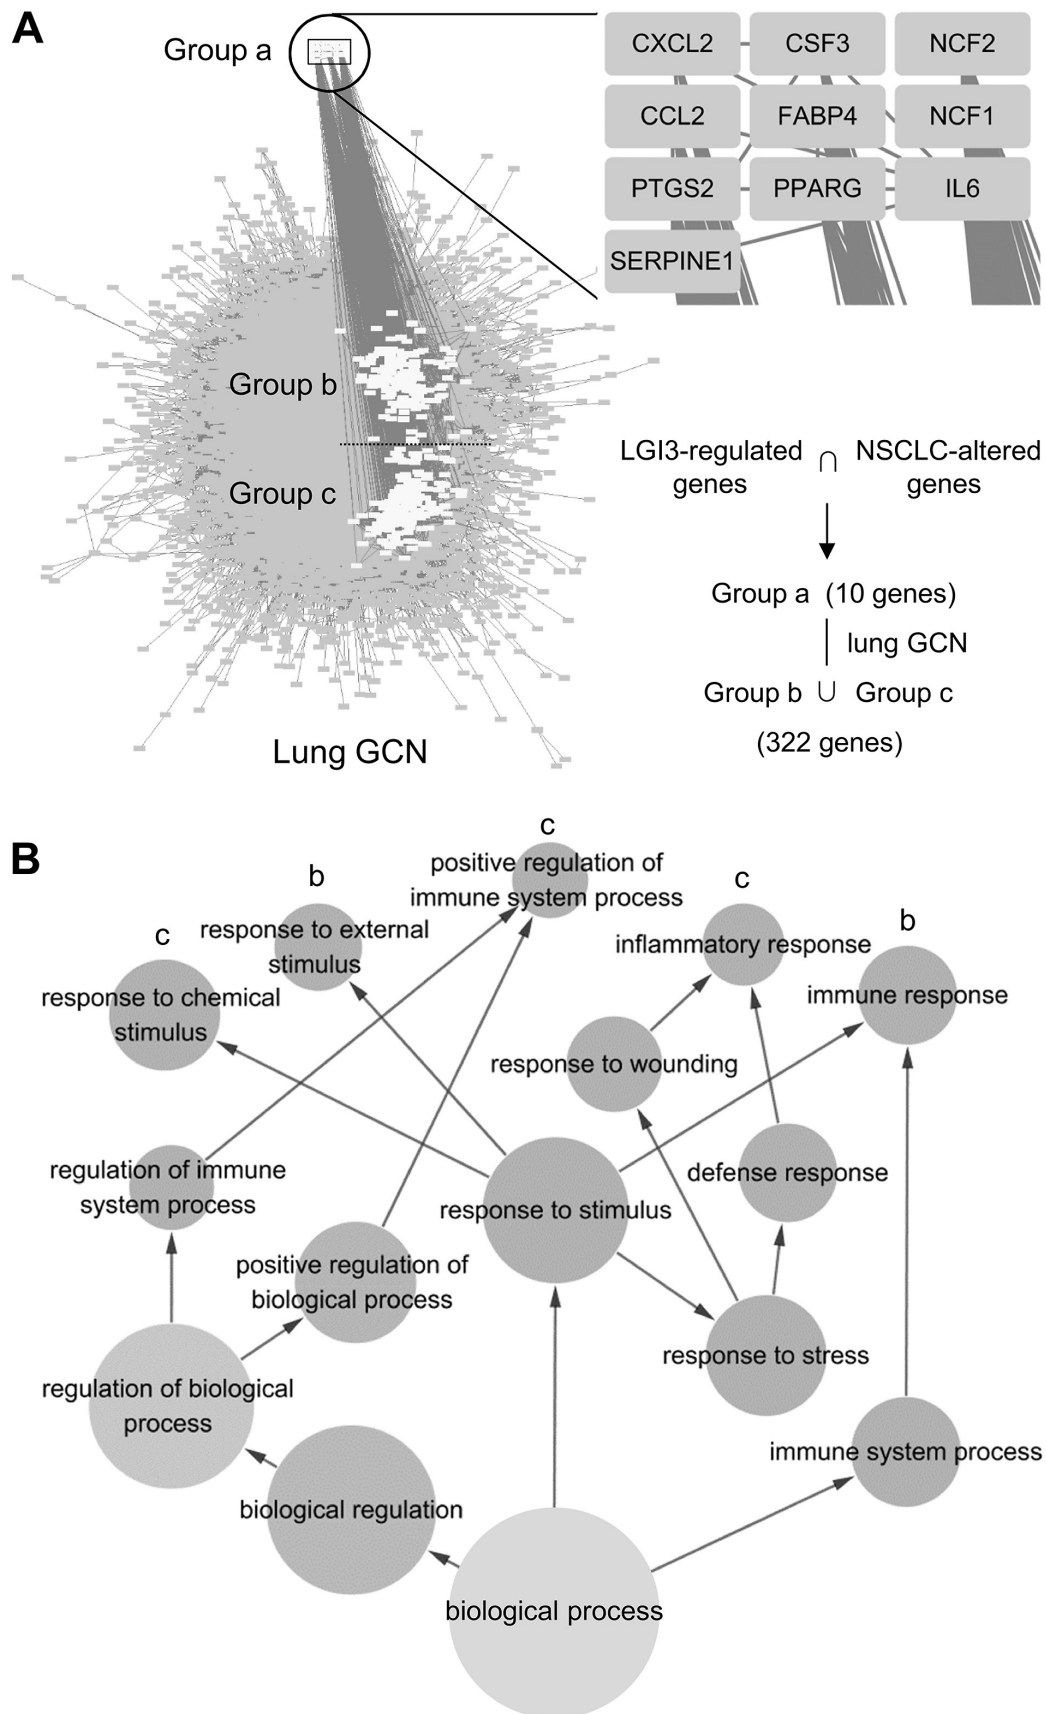 A
Group a
CXCL2
CSF3
NCF2
CCL2
FABP4
NCF1
PTGS2
PPARG
IL6
SERPINE1
Group b
Group c
Lung GCN
LGI3-regulated genes ∩ NSCLC-altered genes
Group a (10 genes)
lung GCN
Group b ∪ Group c
(322 genes)
B
c
positive regulation of
immune system process
b
response to external
stimulus
c
inflammatory response
c
response to chemical
stimulus
b
immune response
response to wounding
regulation of immune
system process
defense response
response to stimulus
positive regulation of
biological process
response to stress
regulation of biological
process
immune system process
biological regulation
biological process